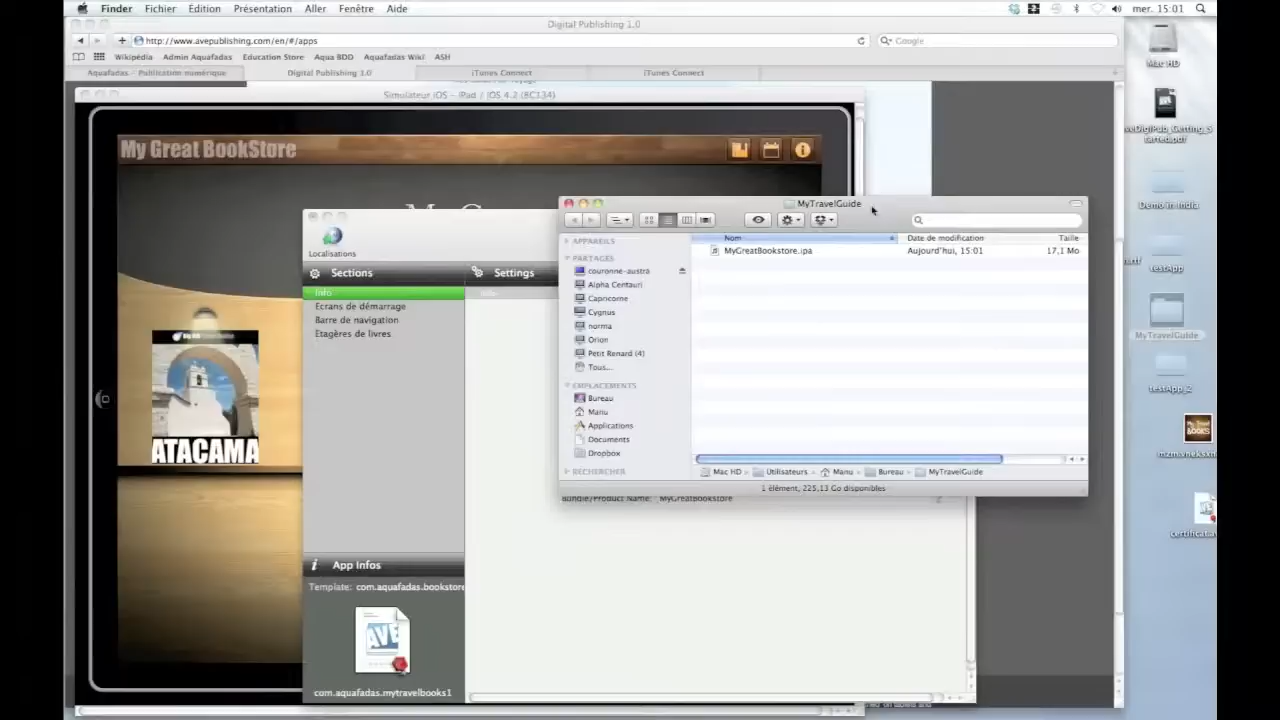 Finder Fichier Édition Présentation Aller Fenêtre Aide mer. 15:01
Digital Publishing 1.0
http://www.avepublishing.com/en/#/apps
Google
Wikipédia Admin Aquafadas Education Store Aqua BDD Aquafadas Wiki ASH
Aquafadas - Publication numérique Digital Publishing 1.0 iTunes Connect iTunes Connect
Simulateur iOS - iPad / iOS 4.2 (8C134)
My Great BookStore
ATACAMA
Localisations
Sections
Settings
Info
Ecrans de démarrage
Barre de navigation
Etagères de livres
App Infos
Template: com.aquafadas.bookstore
AVE
com.aquafadas.mytravelbooks1
Bundle/Product Name: MyGreatBookstore
MyTravelGuide
Nom Date de modification Taille
MyGreatBookstore.ipa Aujourd'hui, 15:01 17.1 Mo
APPAREILS
PARTAGÉS
couronne-austra
Alpha Centauri
Capricorne
Cygnus
norma
Orion
Petit Renard (4)
Tous...
EMPLACEMENTS
Bureau
Manu
Applications
Documents
Dropbox
RECHERCHER
Mac HD Utilisateurs Manu Bureau MyTravelGuide
1 élément, 225,13 Go disponibles
Mac HD
Demo in India
testApp
MyTravelGuide
testApp_2